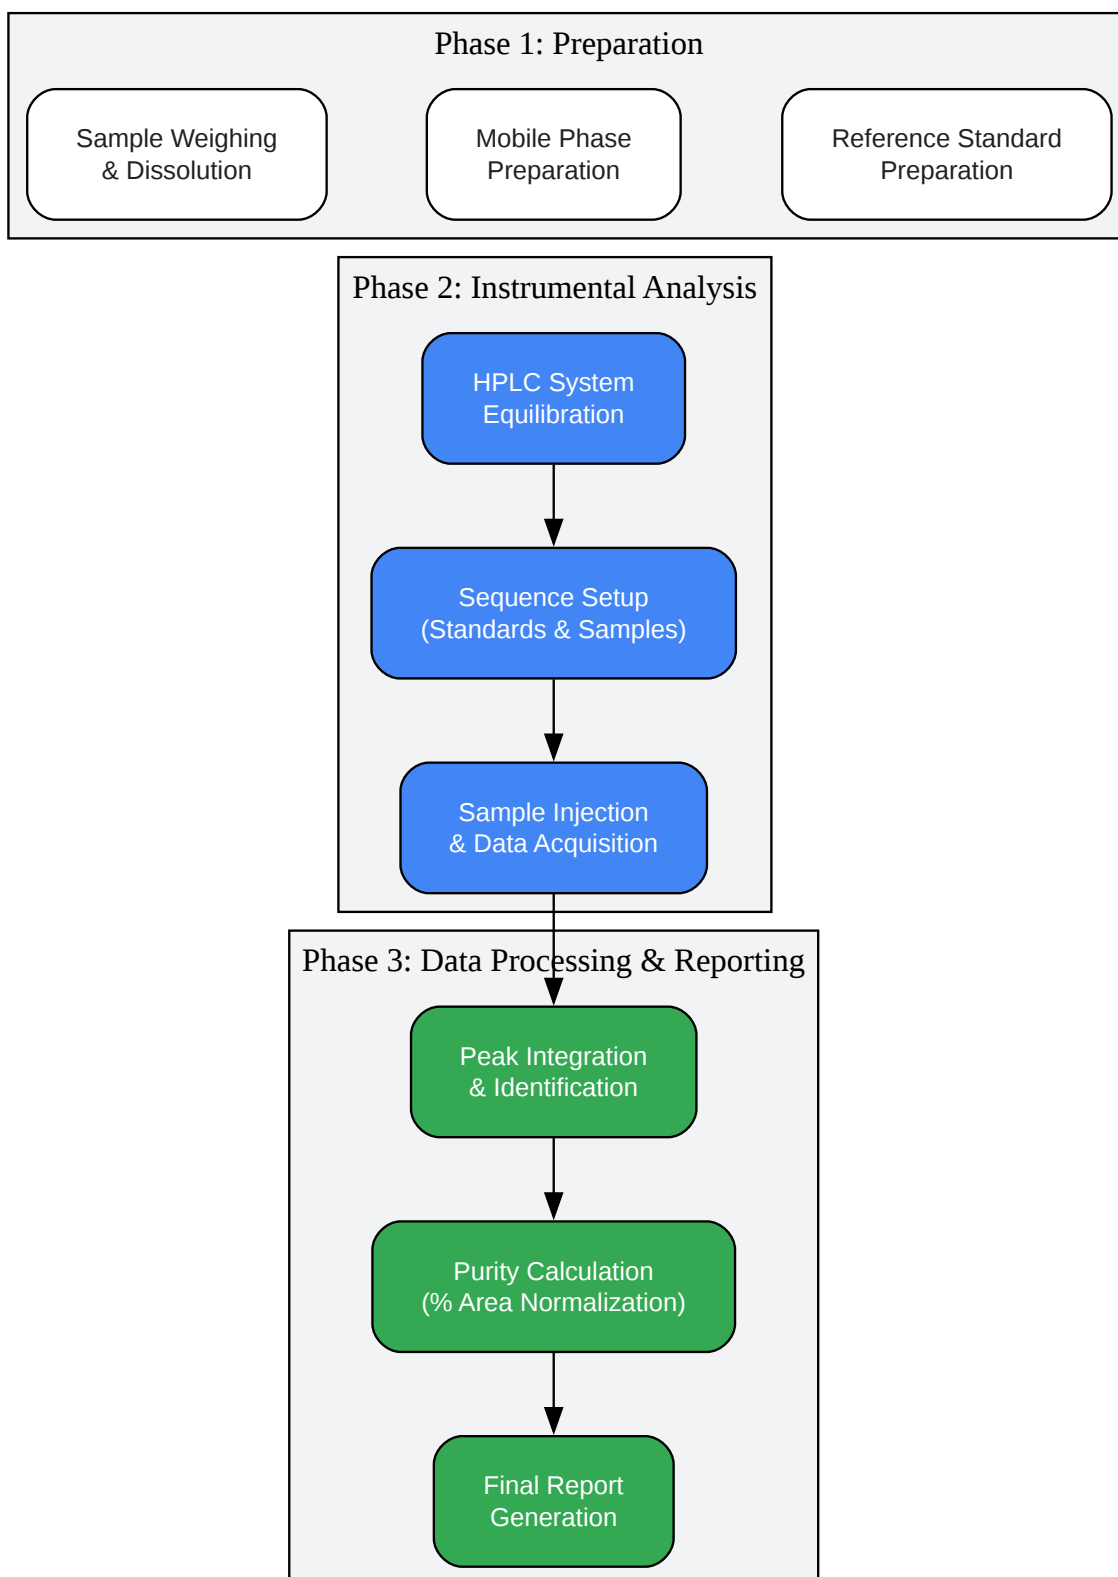 Phase 1: Preparation
Sample Weighing
& Dissolution
Mobile Phase
Preparation
Reference Standard
Preparation
Phase 2: Instrumental Analysis
HPLC System
Equilibration
Sequence Setup
(Standards & Samples)
Sample Injection
& Data Acquisition
Phase 3: Data Processing & Reporting
Peak Integration
& Identification
Purity Calculation
(% Area Normalization)
Final Report
Generation